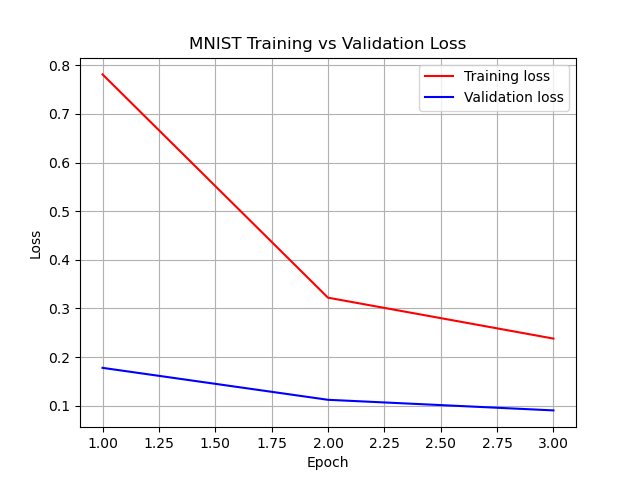 MNIST Training vs Validation Loss
Training loss
Validation loss
0.8
0.7
0.6
0.5
0.4
0.3
0.2
0.1
Loss
1.00 1.25 1.50 1.75 2.00 2.25 2.50 2.75 3.00
Epoch